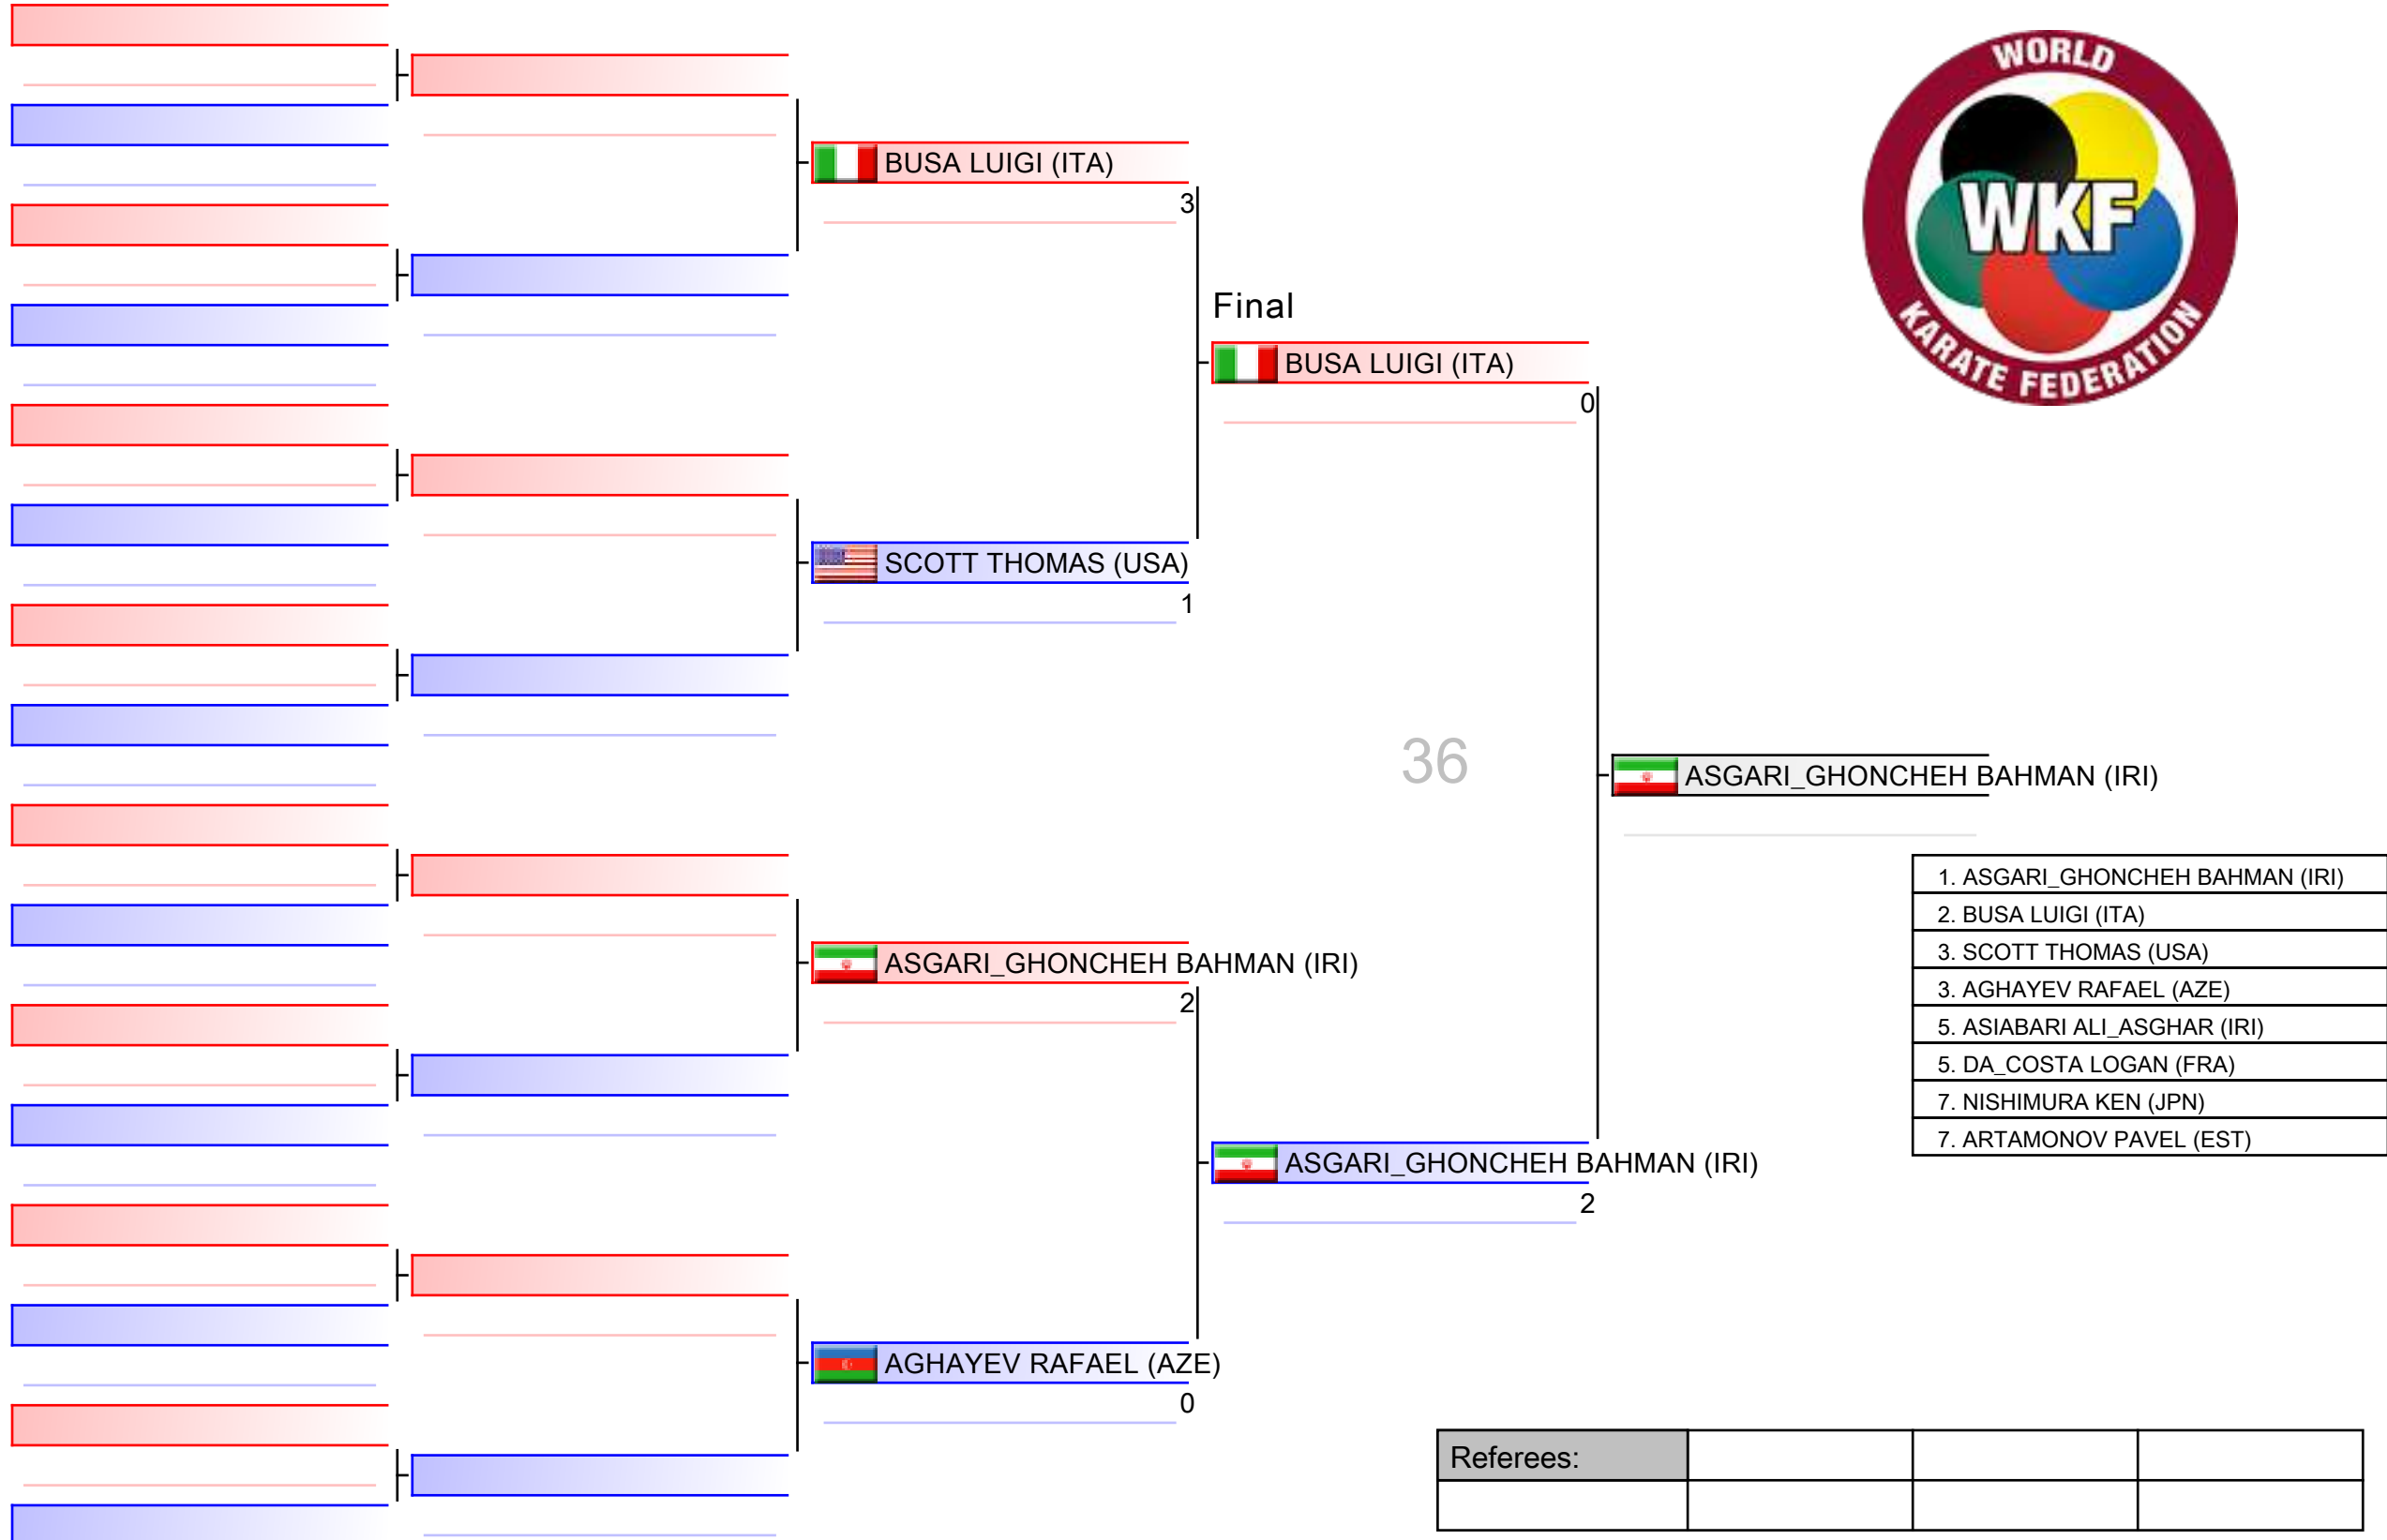 WORLD
WKF
KARATE FEDERATION
BUSA LUIGI (ITA)
3
Final
BUSA LUIGI (ITA)
0
SCOTT THOMAS (USA)
1
36
ASGARI_GHONCHEH BAHMAN (IRI)
1. ASGARI_GHONCHEH BAHMAN (IRI)
2. BUSA LUIGI (ITA)
3. SCOTT THOMAS (USA)
3. AGHAYEV RAFAEL (AZE)
5. ASIABARI ALI_ASGHAR (IRI)
5. DA_COSTA LOGAN (FRA)
7. NISHIMURA KEN (JPN)
7. ARTAMONOV PAVEL (EST)
ASGARI_GHONCHEH BAHMAN (IRI)
2
ASGARI_GHONCHEH BAHMAN (IRI)
2
AGHAYEV RAFAEL (AZE)
0
Referees: